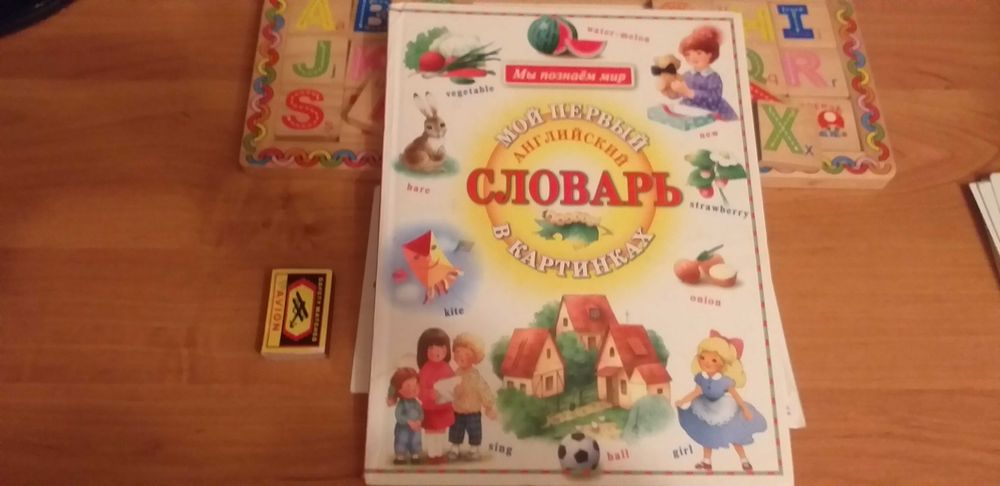 A
B
H
I
J
K
Q
R
r
S
X
x
water-melon
Мы познаём мир
vegetable
new
МОЙ ПЕРВЫЙ
АНГЛИЙСКИЙ
СЛОВАРЬ
В КАРТИНКАХ
hare
strawberry
onion
kite
sing
ball
girl
AVION